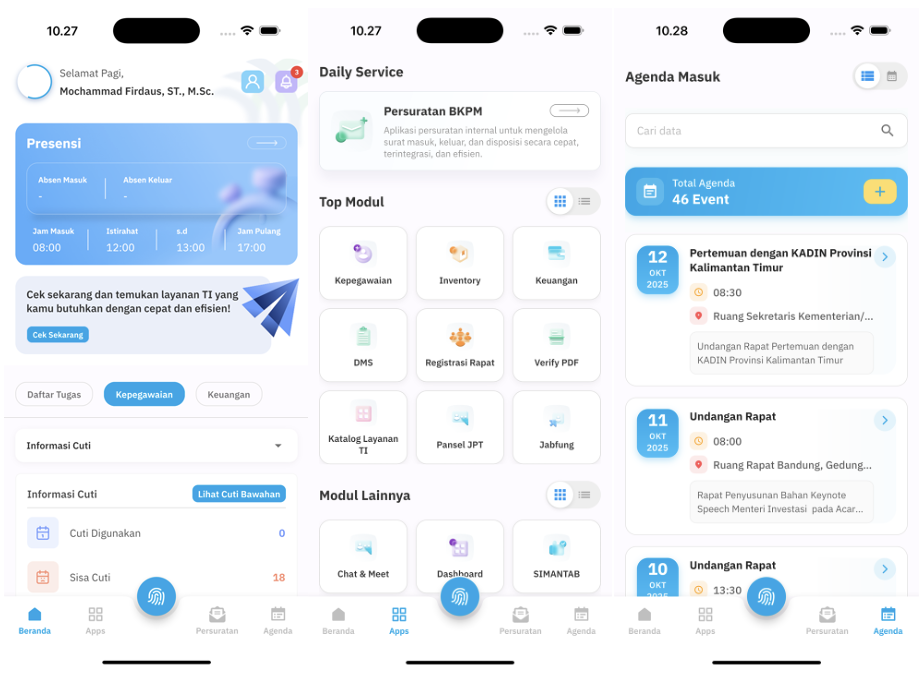 10.27
Selamat Pagi,
Mochammad Firdaus, ST., M.Sc.
3
Presensi
Absen Masuk
Absen Keluar
-
-
Jam Masuk
Istirahat
s.d
Jam Pulang
08:00
12:00
13:00
17:00
Cek sekarang dan temukan layanan TI yang
kamu butuhkan dengan cepat dan efisien!
Cek Sekarang
Daftar Tugas
Kepegawaian
Keuangan
Informasi Cuti
Informasi Cuti
Lihat Cuti Bawahan
Cuti Digunakan
0
Sisa Cuti
18
Beranda
Apps
Persuratan
Agenda
10.27
Daily Service
Persuratan BKPM
Aplikasi persuratan internal untuk mengelola
surat masuk, keluar, dan disposisi secara cepat,
terintegrasi, dan efisien.
Top Modul
Kepegawaian
Inventory
Keuangan
DMS
Registrasi Rapat
Verify PDF
Katalog Layanan
TI
Pansel JPT
Jabfung
Modul Lainnya
Chat & Meet
Dashboard
SIMANTAB
Beranda
Apps
Persuratan
Agenda
10.28
Agenda Masuk
Cari data
Total Agenda
46 Event
+
12
OKT
2025
Pertemuan dengan KADIN Provinsi
Kalimantan Timur
08:30
Ruang Sekretaris Kementerian/...
Undangan Rapat Pertemuan dengan
KADIN Provinsi Kalimantan Timur
11
OKT
2025
Undangan Rapat
08:00
Ruang Rapat Bandung, Gedung...
Rapat Penyusunan Bahan Keynote
Speech Menteri Investasi pada Acar...
10
OKT
2025
Undangan Rapat
13:30
Beranda
Apps
Persuratan
Agenda